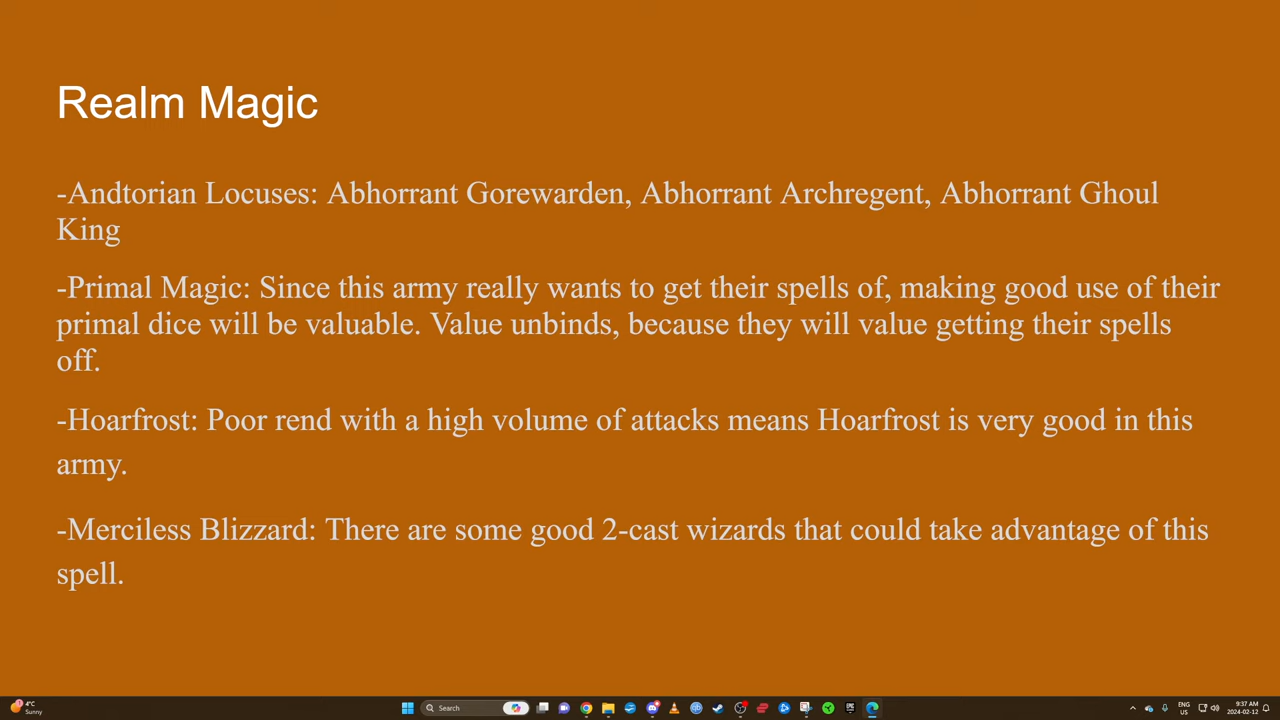 Realm Magic
-Andtorian Locuses: Abhorrant Gorewarden, Abhorrant Archregent, Abhorrant Ghoul
King
-Primal Magic: Since this army really wants to get their spells of, making good use of their
primal dice will be valuable. Value unbinds, because they will value getting their spells
off.
-Hoarfrost: Poor rend with a high volume of attacks means Hoarfrost is very good in this
army.
-Merciless Blizzard: There are some good 2-cast wizards that could take advantage of this
spell.
1
4°C
Sunny
Search
ENG
US
9:37 AM
2024-02-12